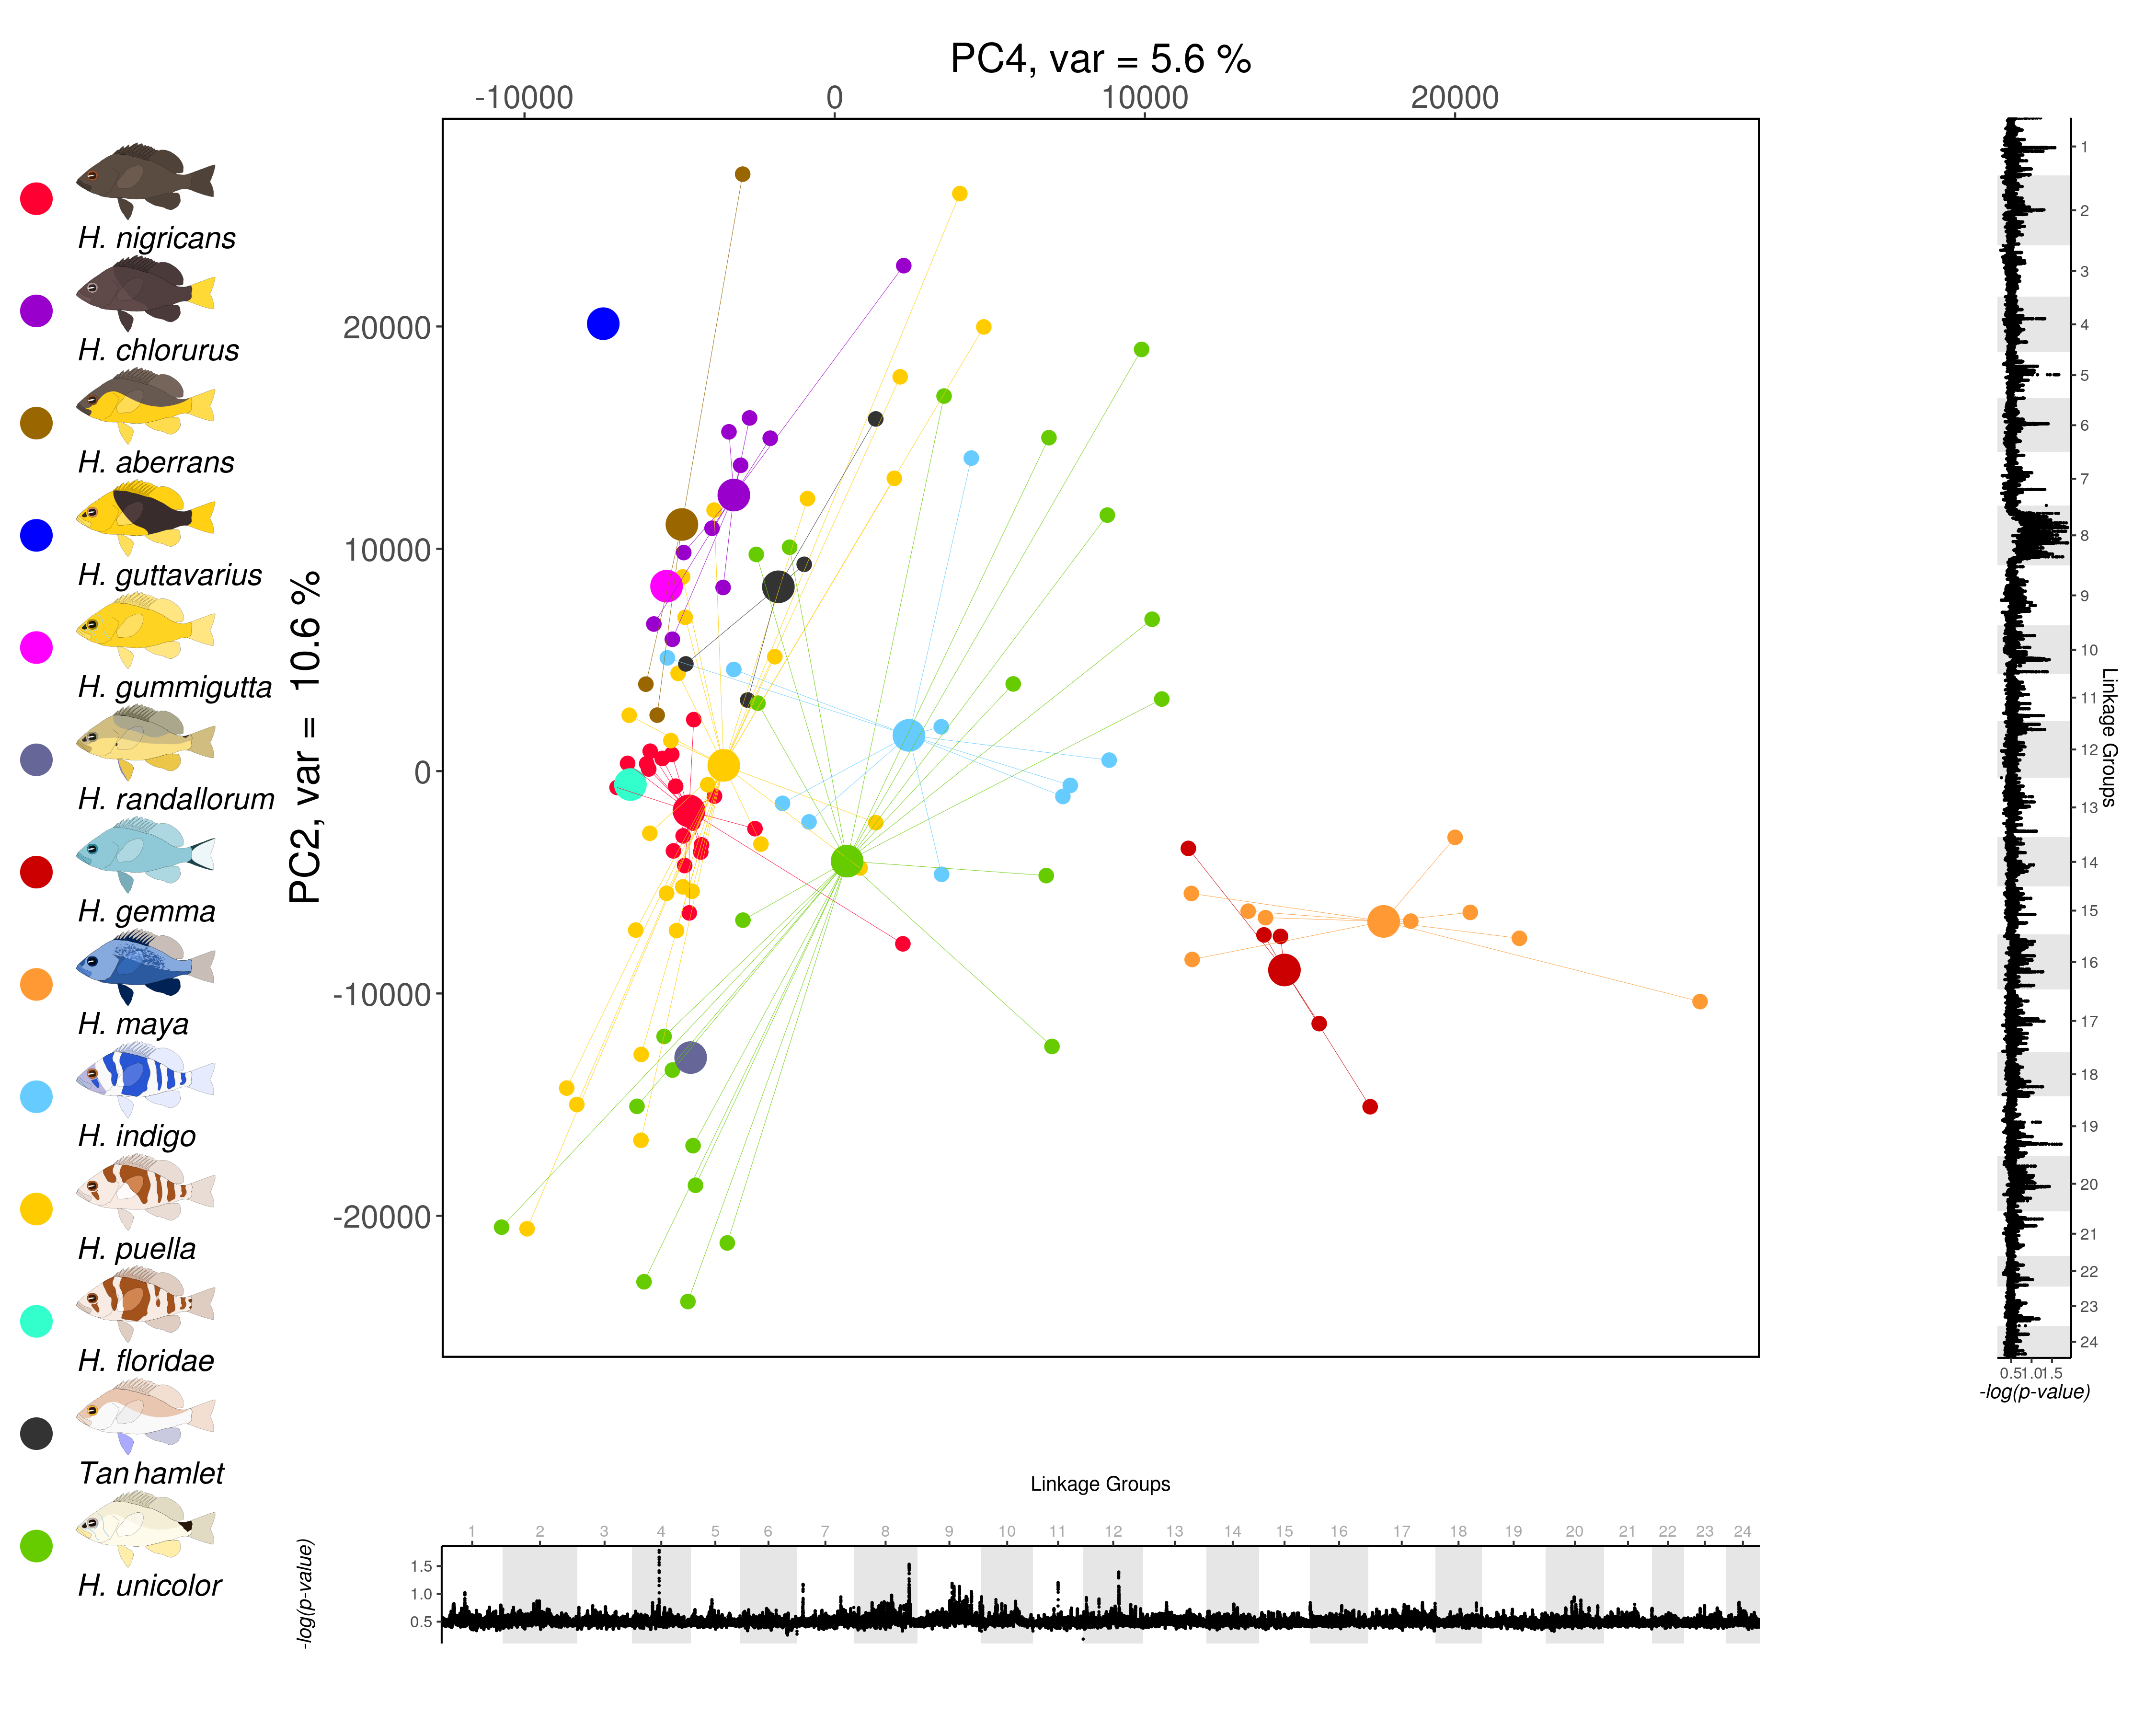 PC4, var = 5.6 %
-10000 0 10000 20000
H. nigricans
H. chlorurus
H. aberrans
H. guttavarius
H. gummigutta
H. randallorum
H. gemma
H. maya
H. indigo
H. puella
H. floridae
Tan hamlet
H. unicolor
PC2, var = 10.6 %
20000
10000
0
-10000
-20000
1
2
3
4
5
6
7
8
9
10
11
12
13
14
15
16
17
18
19
20
21
22
23
24
Linkage Groups
0.51.01.5
-log(p-value)
Linkage Groups
1 2 3 4 5 6 7 8 9 10 11 12 13 14 15 16 17 18 19 20 21 22 23 24
-log(p-value)
1.5
1.0
0.5